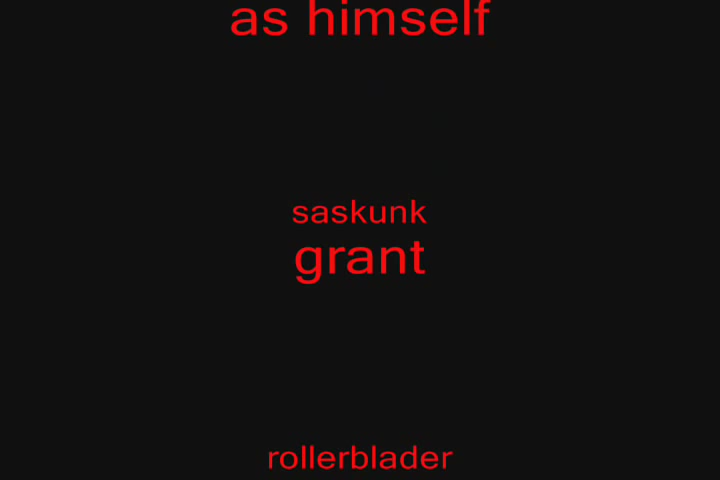 as himself
saskunk
grant
rollerblader